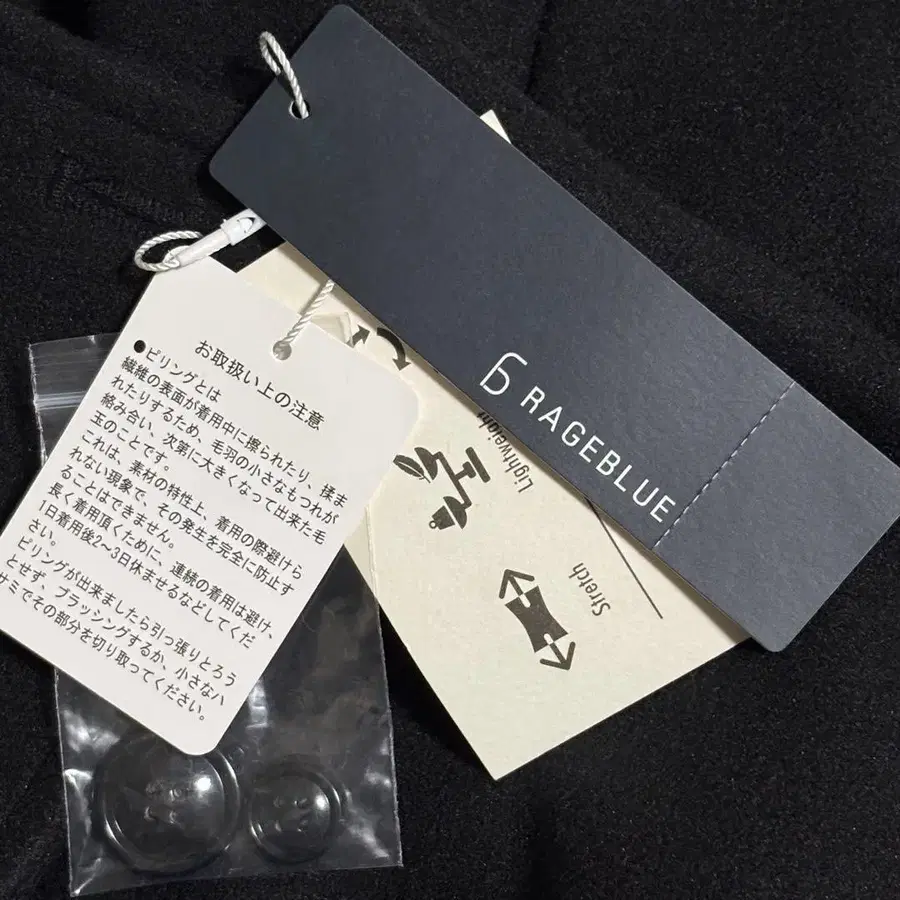 RAGEBLUE
Lightweight
Stretch
お取扱い上の注意
●ピリングとは
繊維の表面が着用中に擦られたり、揉ま
れたりするため、毛羽の小さなもつれが
絡み合い、次第に大きくなって出来た毛
玉のことです。
これは、素材の特性上、着用の際避けら
れない現象で、その発生を完全に防止す
ることはできません。
長く着用頂くために、連続の着用は避け、
1日着用後2〜3日休ませるなどしてくだ
さい。
ピリングが出来ましたら引っ張りとろう
とせず、ブラッシングするか、小さなハ
サミでその部分を切り取ってください。